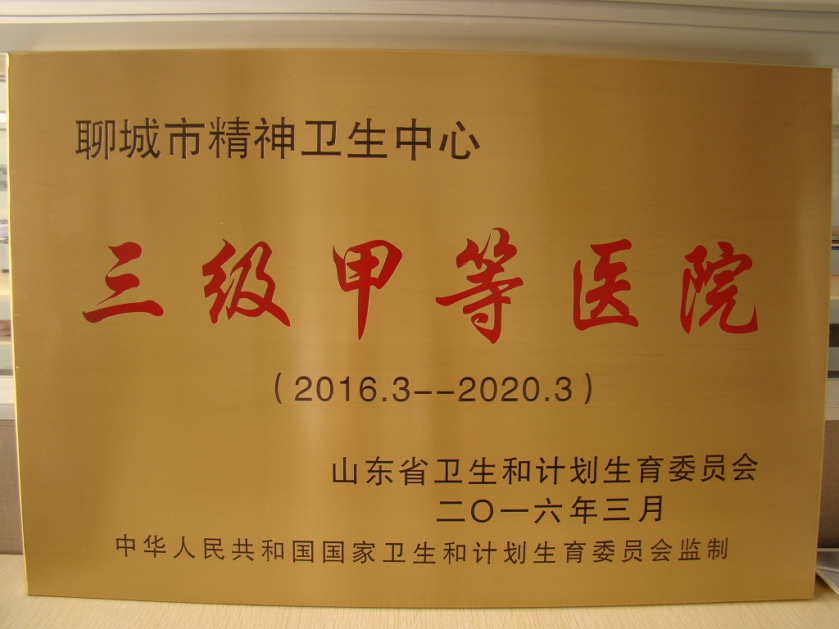 聊城市精神卫生中心
三级甲等医院
(2016.3--2020.3)
山东省卫生和计划生育委员会
二〇一六年三月
中华人民共和国国家卫生和计划生育委员会监制